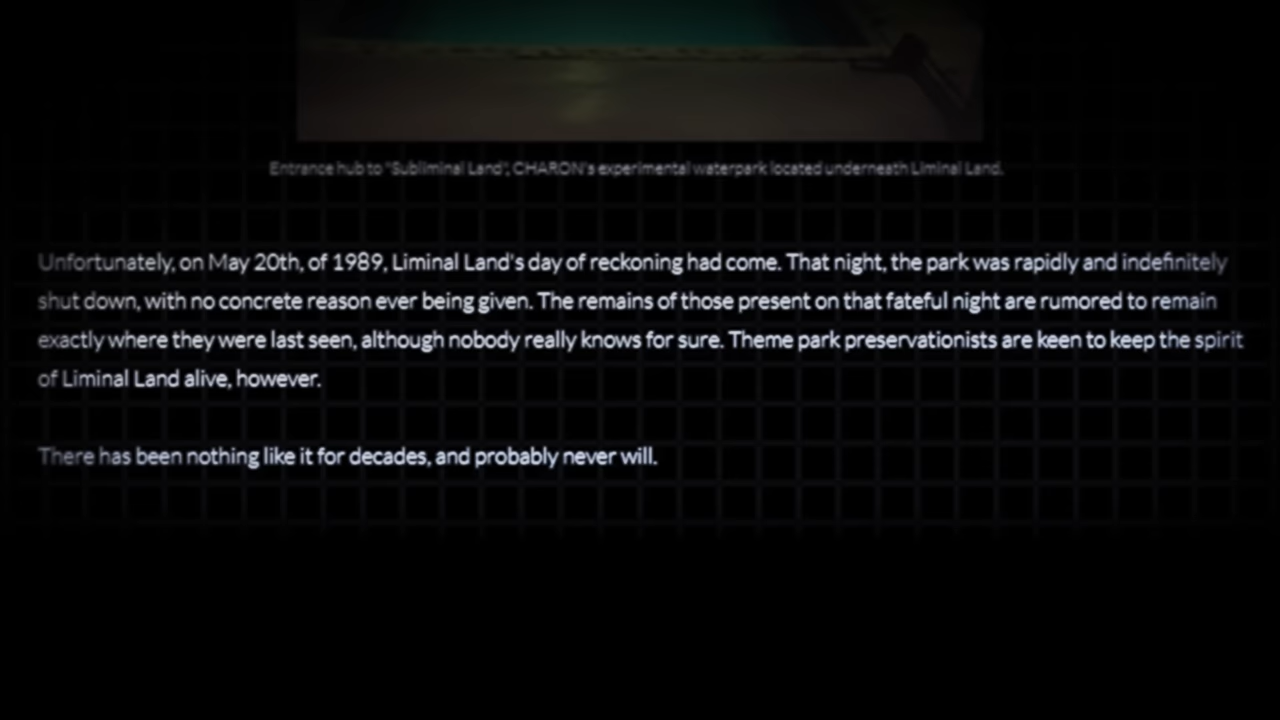 Entrance hub to "Subliminal Land", CHARON's experimental waterpark located underneath Liminal Land.
Unfortunately, on May 20th, of 1989, Liminal Land's day of reckoning had come. That night, the park was rapidly and indefinitely
shut down, with no concrete reason ever being given. The remains of those present on that fateful night are rumored to remain
exactly where they were last seen, although nobody really knows for sure. Theme park preservationists are keen to keep the spirit
of Liminal Land alive, however.
There has been nothing like it for decades, and probably never will.